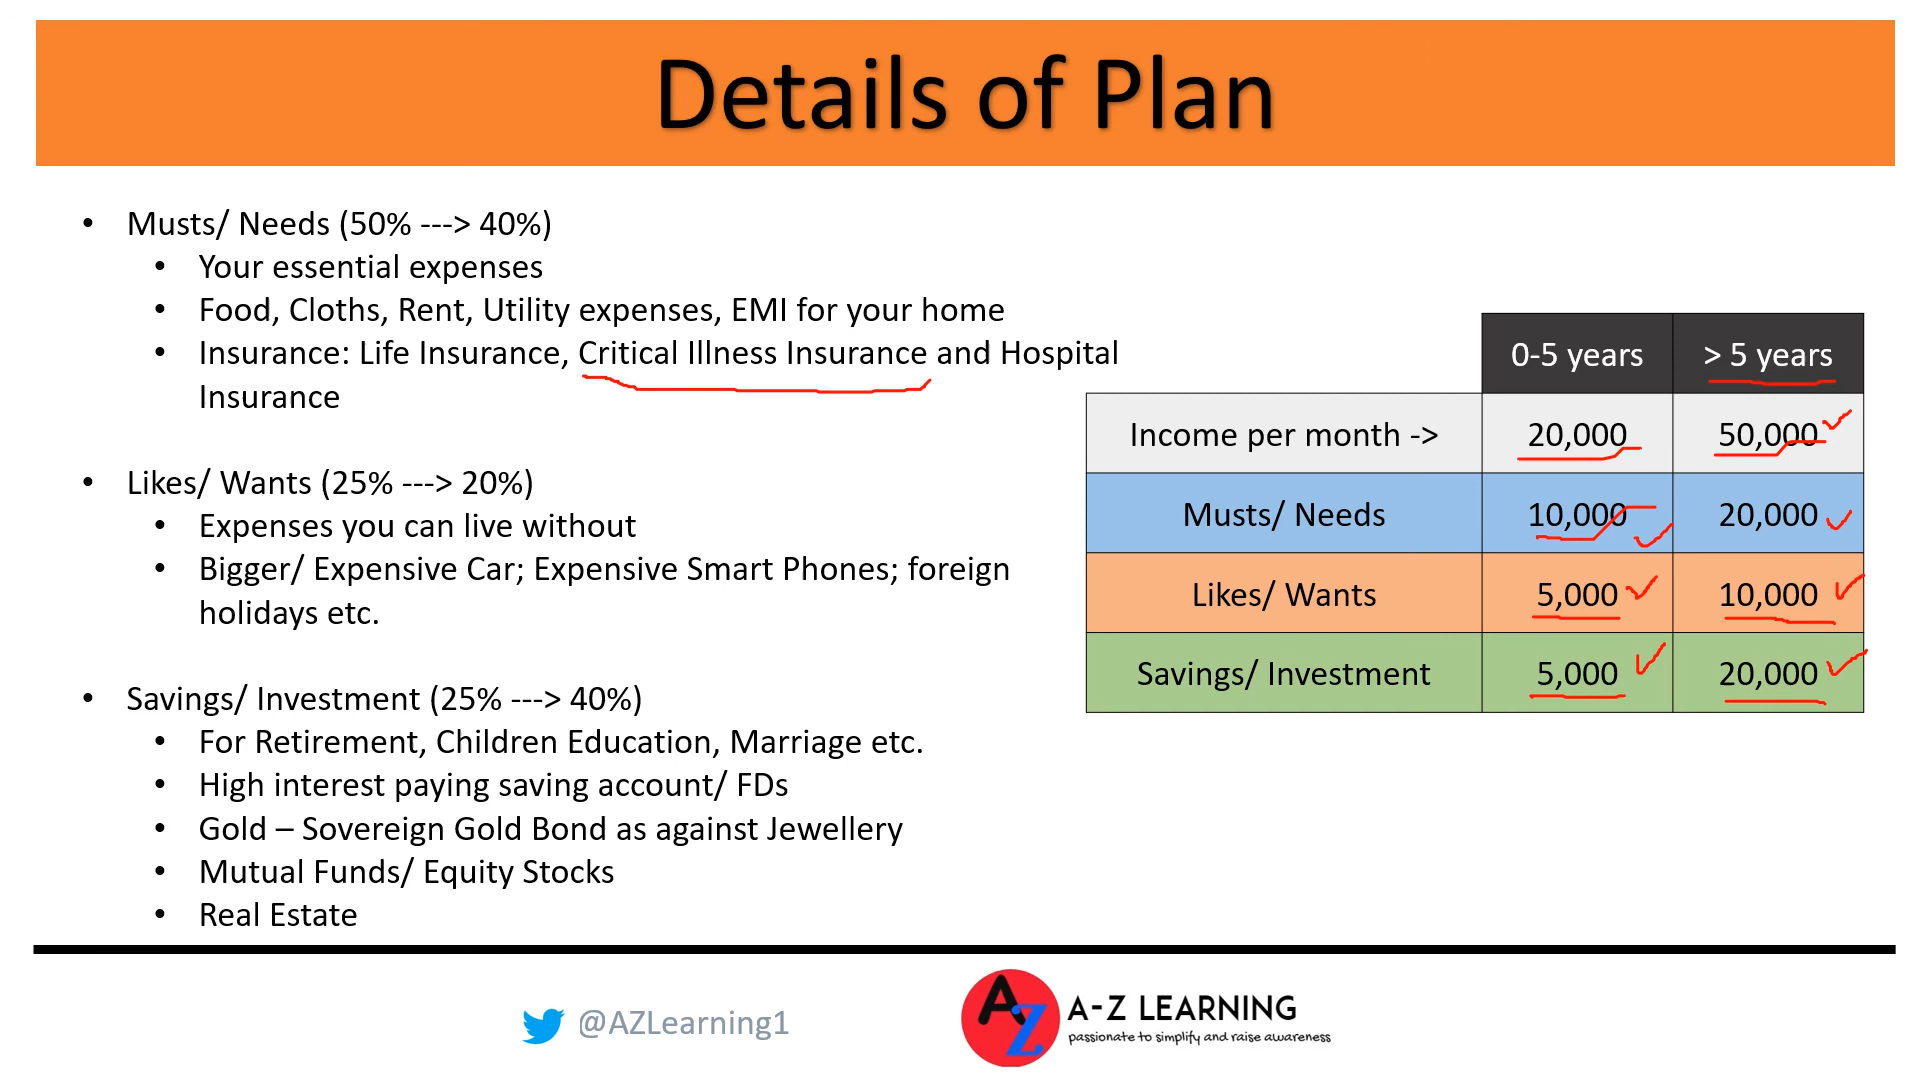 Details of Plan
• Musts/ Needs (50% ---> 40%)
• Your essential expenses
• Food, Cloths, Rent, Utility expenses, EMI for your home
• Insurance: Life Insurance, Critical Illness Insurance and Hospital
Insurance
• Likes/ Wants (25% ---> 20%)
• Expenses you can live without
• Bigger/ Expensive Car; Expensive Smart Phones; foreign
holidays etc.
• Savings/ Investment (25% ---> 40%)
• For Retirement, Children Education, Marriage etc.
• High interest paying saving account/ FDs
• Gold – Sovereign Gold Bond as against Jewellery
• Mutual Funds/ Equity Stocks
• Real Estate
0-5 years > 5 years
Income per month -> 20,000 50,000
Musts/ Needs 10,000 20,000
Likes/ Wants 5,000 10,000
Savings/ Investment 5,000 20,000
@AZLearning1
AZ
A-Z LEARNING
passionate to simplify and raise awareness